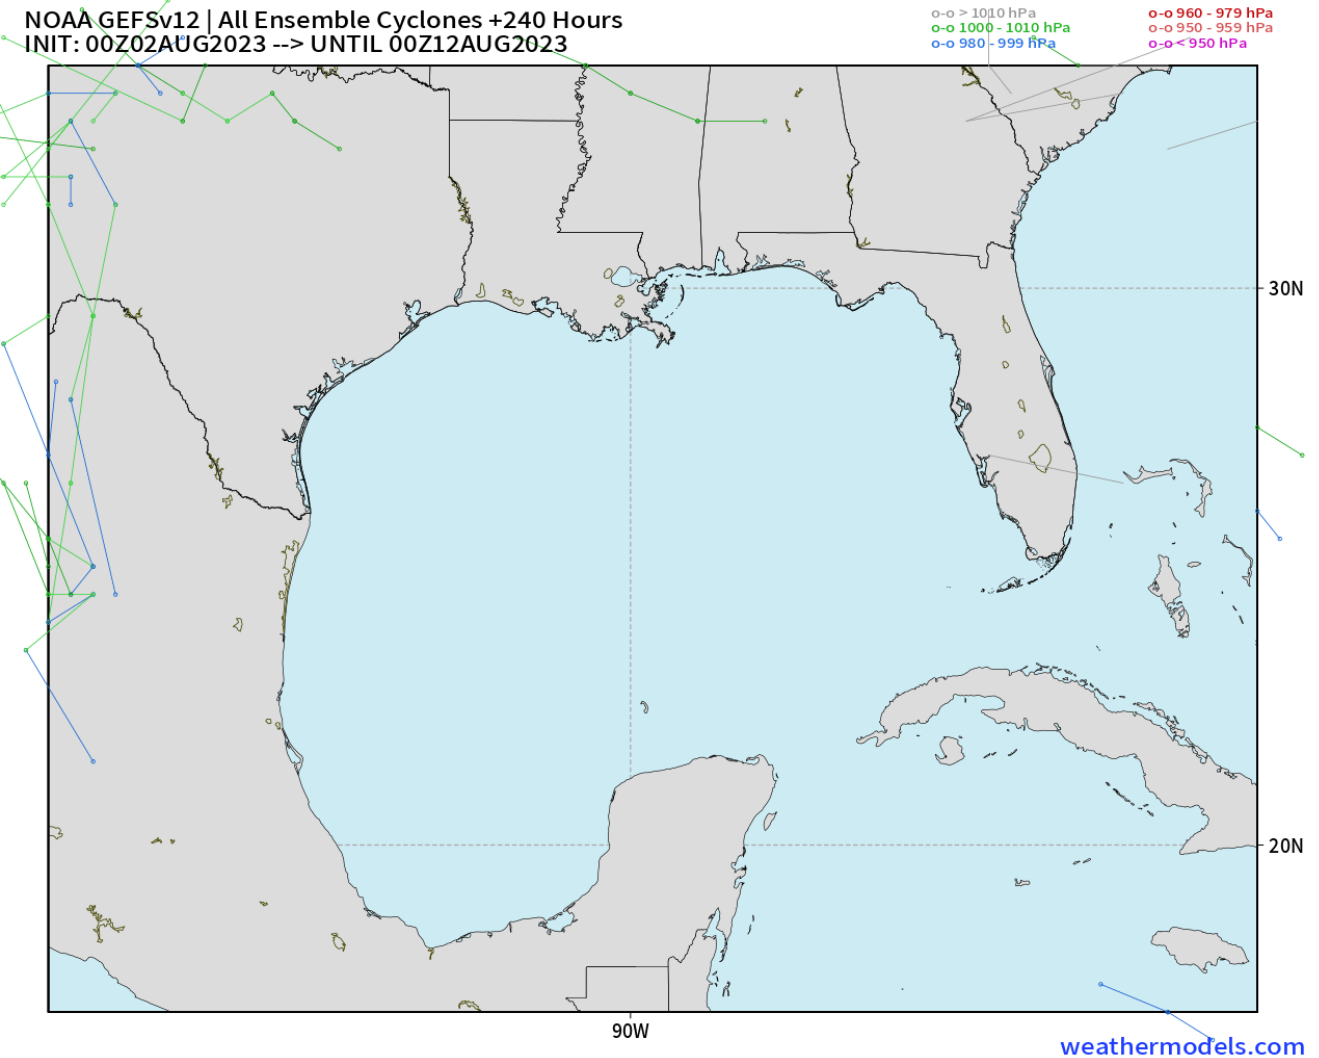 NOAA GEFSv12 | All Ensemble Cyclones +240 Hours
INIT: 00Z02AUG2023 --> UNTIL 00Z12AUG2023
o-o > 1010 hPa
o-o 1000 - 1010 hPa
o-o 980 - 999 hPa
o-o 960 - 979 hPa
o-o 950 - 959 hPa
o-o < 950 hPa
30N
20N
90W
weathermodels.com